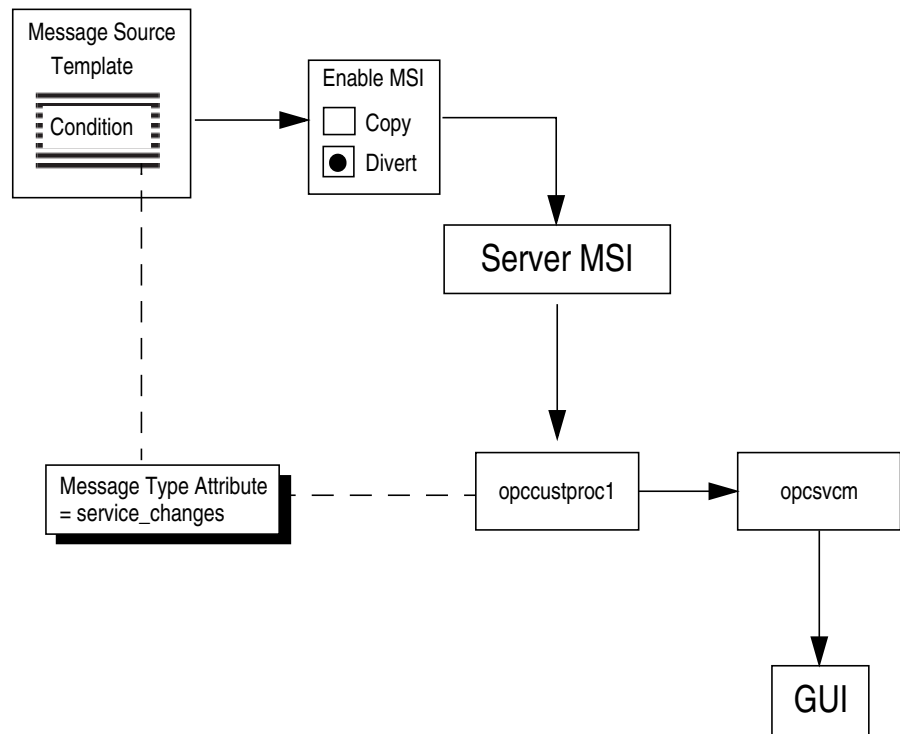 Message Source
Template
Condition
Enable MSI
Copy
Divert
Server MSI
Message Type Attribute
= service_changes
opccustproc1
opcsvcm
GUI